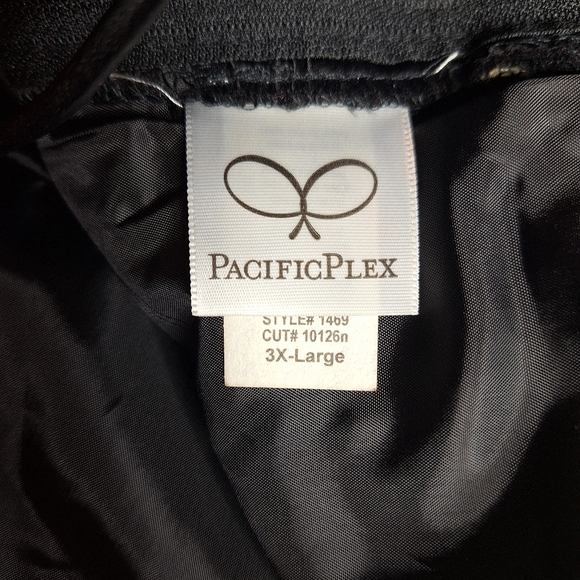 PACIFICPLEX
STYLE# 1469
CUT# 10126n
3X-Large